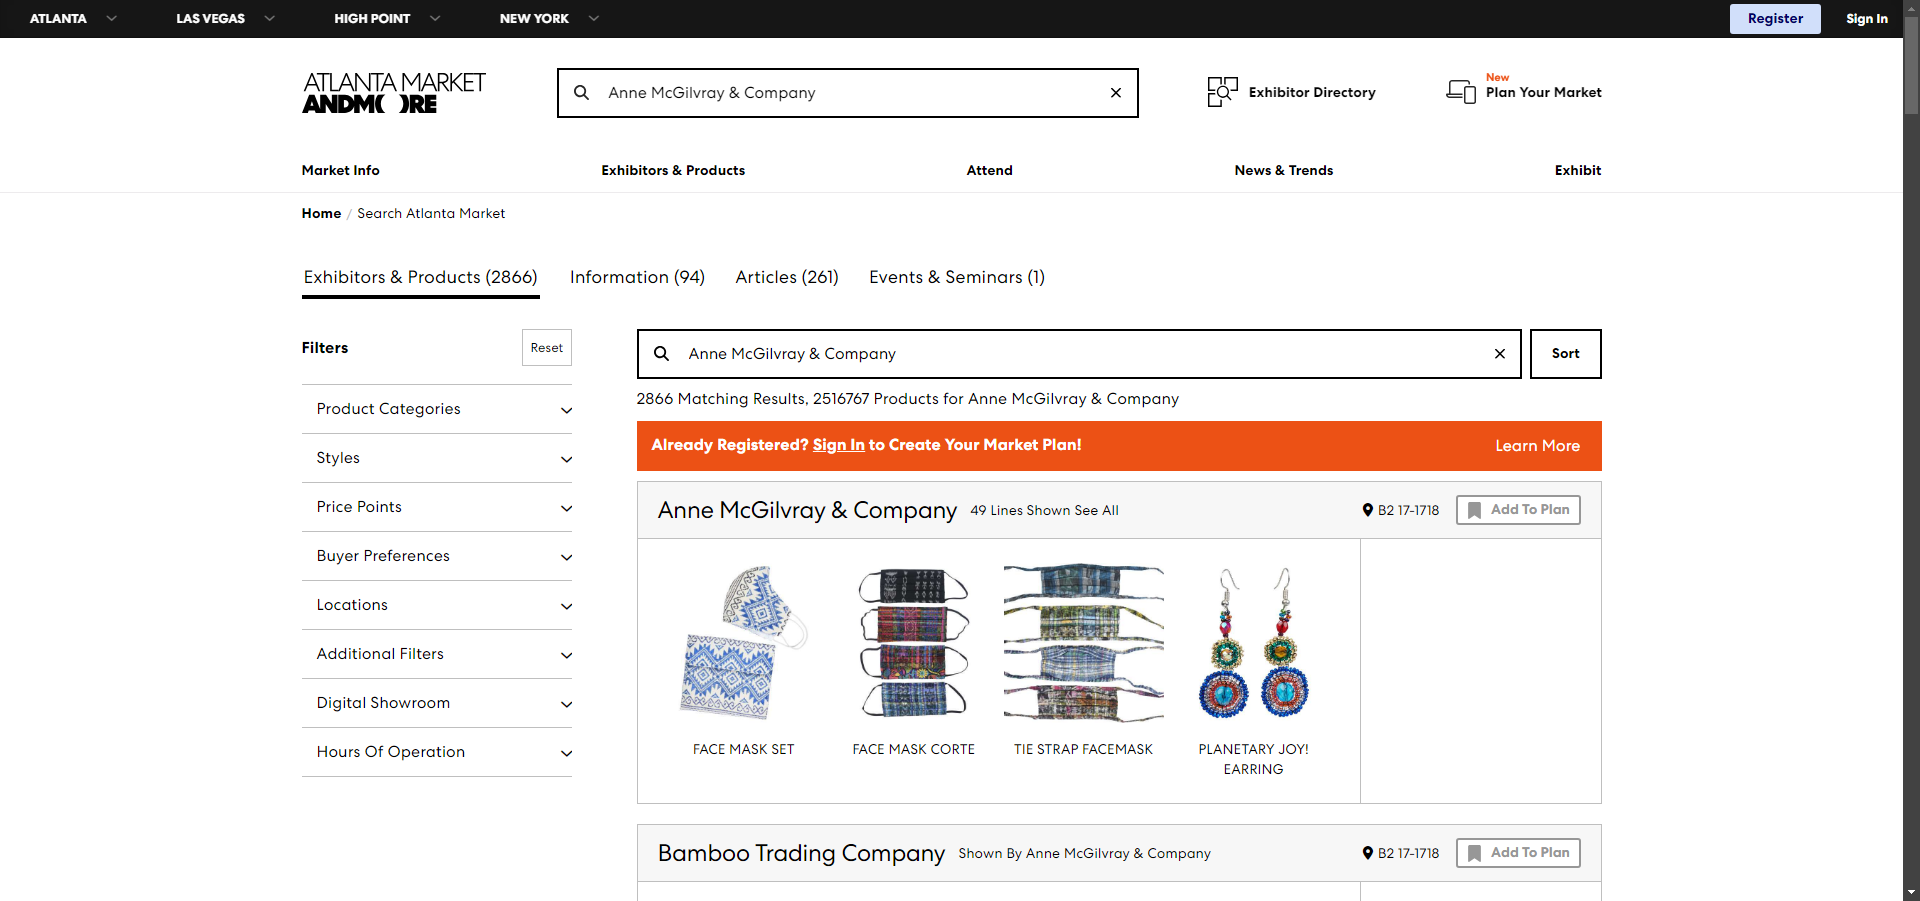 ATLANTA
LAS VEGAS
HIGH POINT
NEW YORK
Register
Sign In
ATLANTA MARKET
ANDMORE
Anne McGilvray & Company
Exhibitor Directory
New
Plan Your Market
Market Info
Exhibitors & Products
Attend
News & Trends
Exhibit
Home / Search Atlanta Market
Exhibitors & Products (2866)
Information (94)
Articles (261)
Events & Seminars (1)
Filters
Reset
Product Categories
Styles
Price Points
Buyer Preferences
Locations
Additional Filters
Digital Showroom
Hours Of Operation
Anne McGilvray & Company
Sort
2866 Matching Results, 2516767 Products for Anne McGilvray & Company
Already Registered? Sign In to Create Your Market Plan!
Learn More
Anne McGilvray & Company
49 Lines Shown See All
B2 17-1718
Add To Plan
FACE MASK SET
FACE MASK CORTE
TIE STRAP FACEMASK
PLANETARY JOY!
EARRING
Bamboo Trading Company
Shown By Anne McGilvray & Company
B2 17-1718
Add To Plan